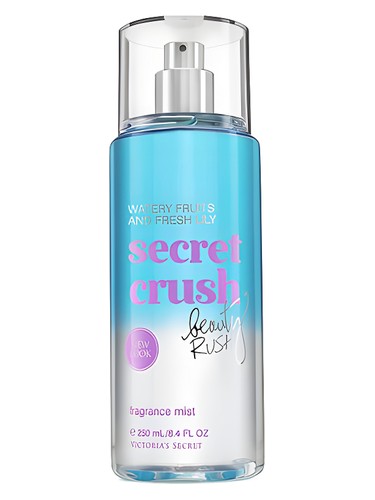 WATERY FRUITS
AND FRESH LILY
secret
crush
beauty
RUSH
NEW
LOOK
fragrance mist
e 250 mL/8.4 FL OZ
VICTORIA'S SECRET